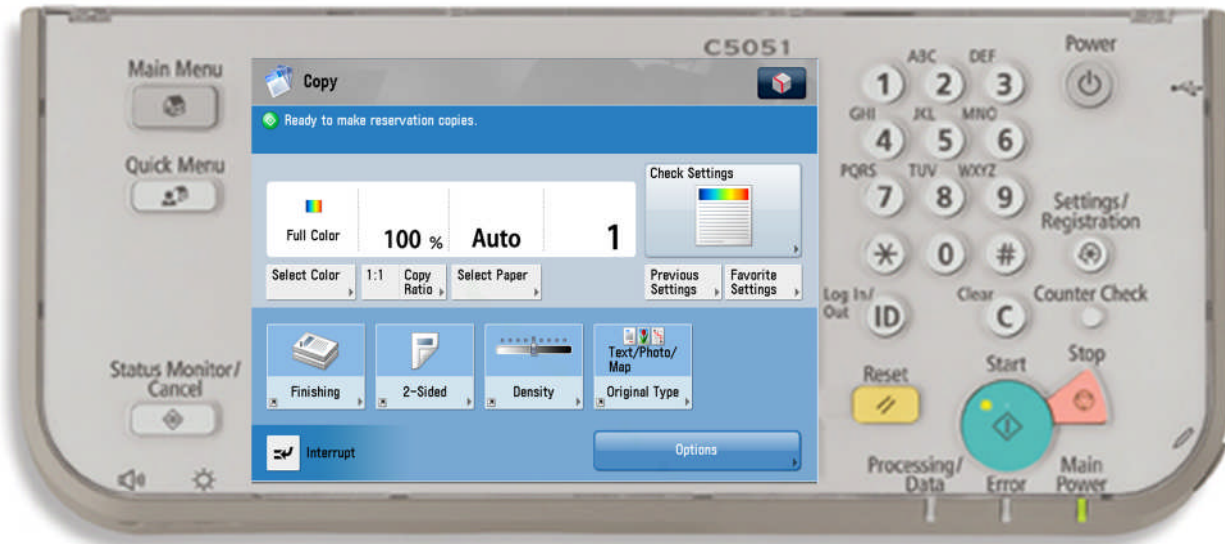 C5051
Main Menu
Quick Menu
Status Monitor/
Cancel
Copy
Ready to make reservation copies.
Full Color
100 %
Auto
1
Check Settings
Select Color
1:1
Copy
Ratio
Select Paper
Previous
Settings
Favorite
Settings
Finishing
2-Sided
Density
Text/Photo/
Map
Original Type
Interrupt
Options
ABC
DEF
1
2
3
GHI
JKL
MNO
4
5
6
PQRS
TUV
WXYZ
7
8
9
*
0
#
Log In/
Out
ID
Clear
C
Power
Settings/
Registration
Counter Check
Reset
Start
Stop
Processing/
Data
Error
Main
Power